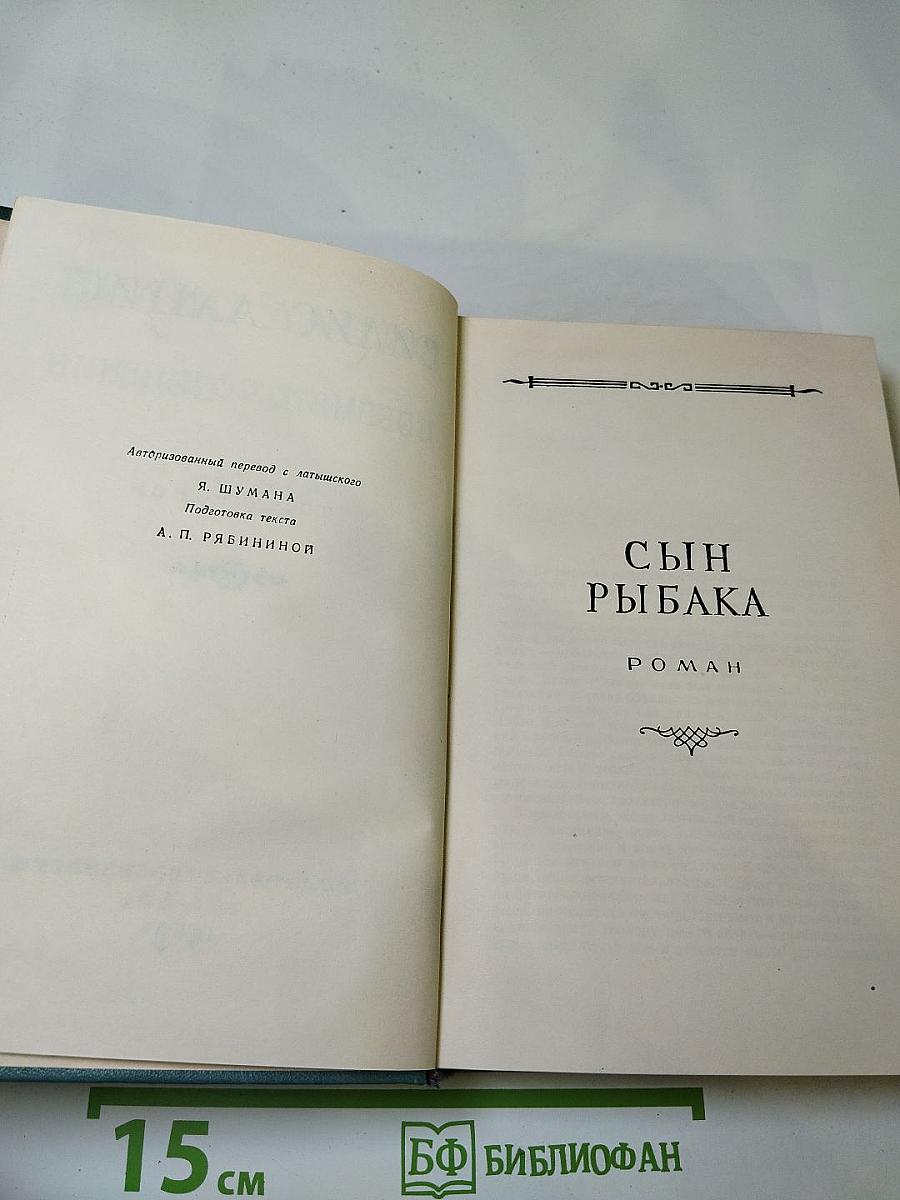 Авторизованный перевод с латышского
Я. ШУМАНА
Подготовка текста
А. П. РЯБИНИНОЙ
СЫН
РЫБАКА
РОМАН
15 СМ
БФ БИБЛИОФАН